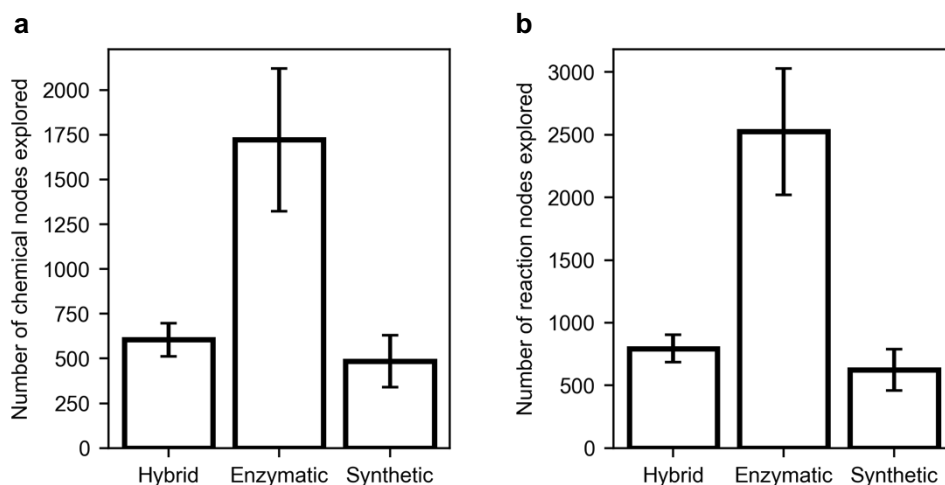 a
Number of chemical nodes explored
2000
1750
1500
1250
1000
750
500
250
0
Hybrid
Enzymatic
Synthetic
b
Number of reaction nodes explored
3000
2500
2000
1500
1000
500
0
Hybrid
Enzymatic
Synthetic